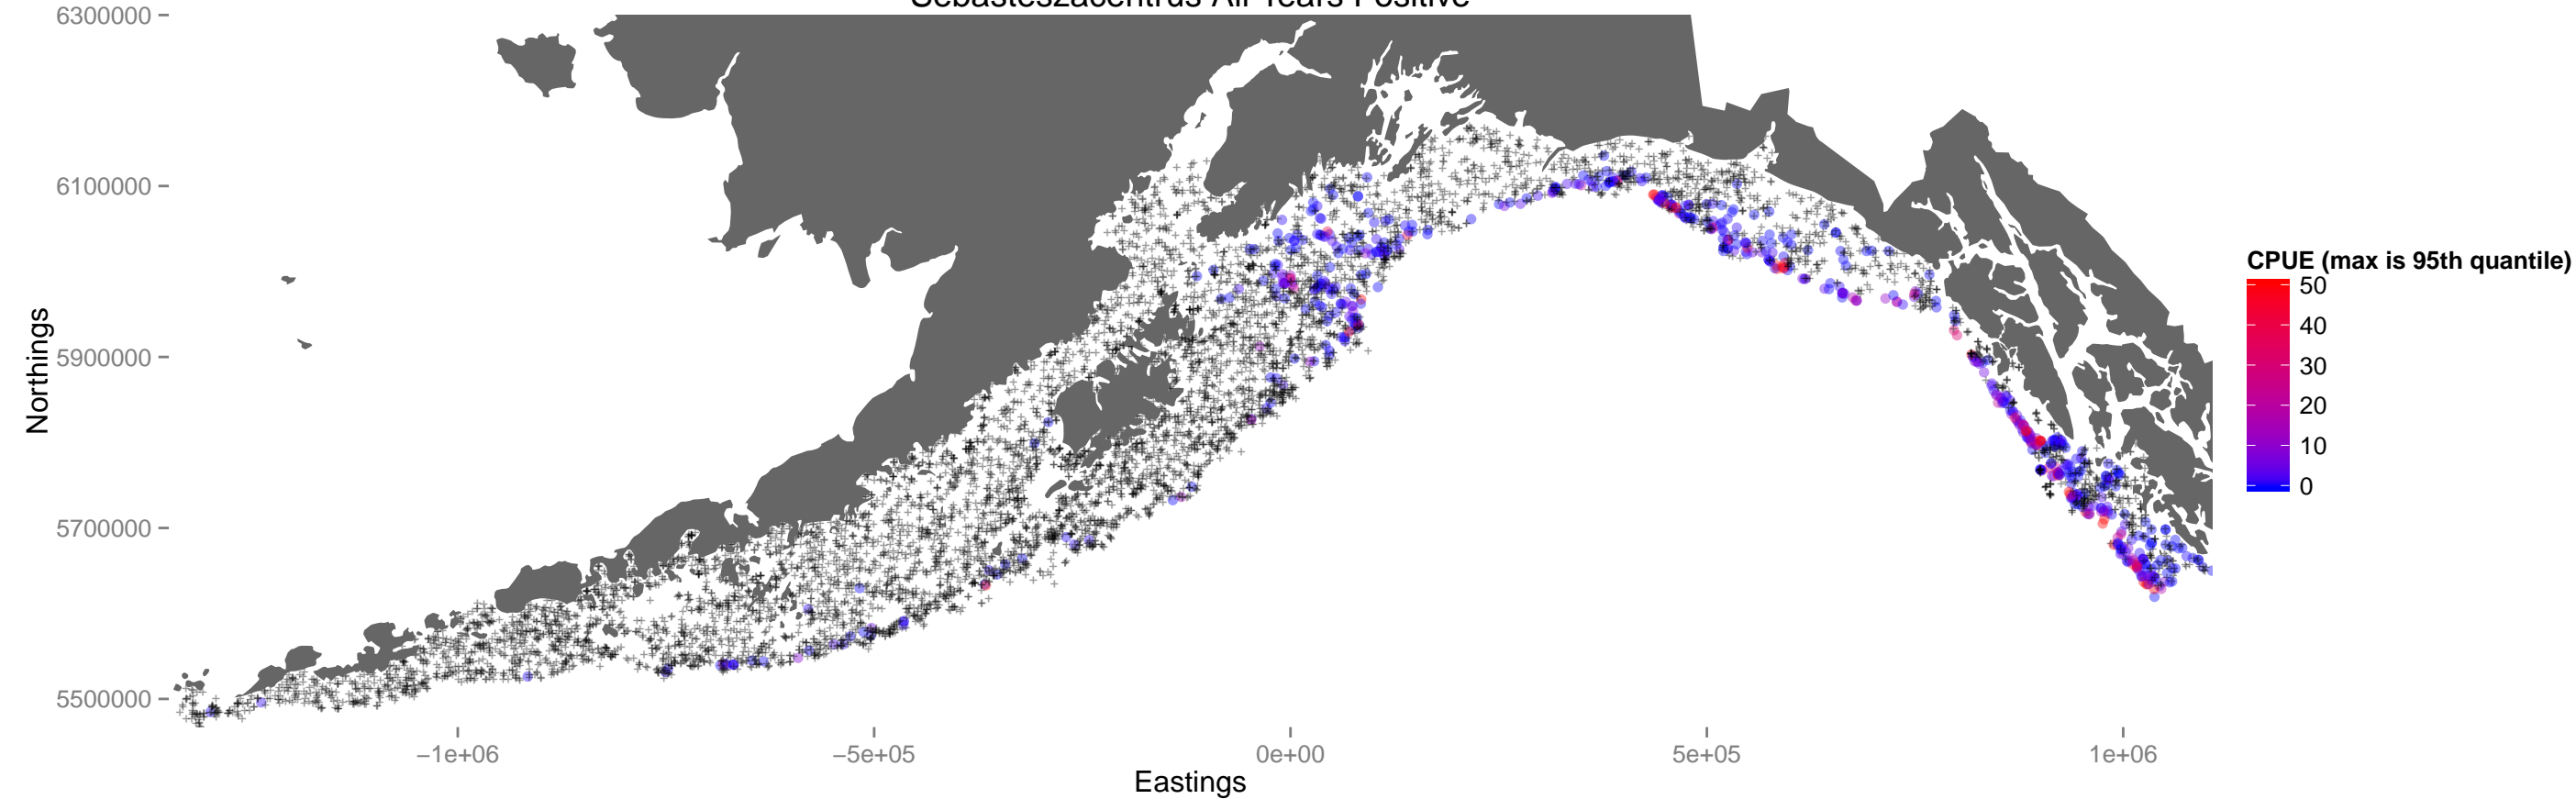 Sebasteszacentrus All Years Positive
6300000
6100000
5900000
5700000
5500000
Northings
−1e+06
−5e+05
0e+00
5e+05
1e+06
Eastings
CPUE (max is 95th quantile)
50
40
30
20
10
0